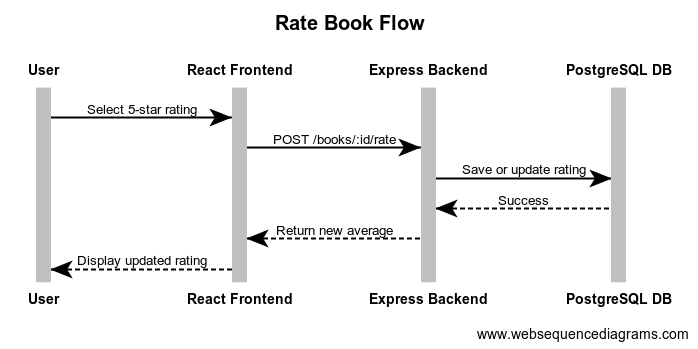 Rate Book Flow
User React Frontend Express Backend PostgreSQL DB
Select 5-star rating
POST /books/:id/rate
Save or update rating
Success
Return new average
Display updated rating
User React Frontend Express Backend PostgreSQL DB
www.websequencediagrams.com